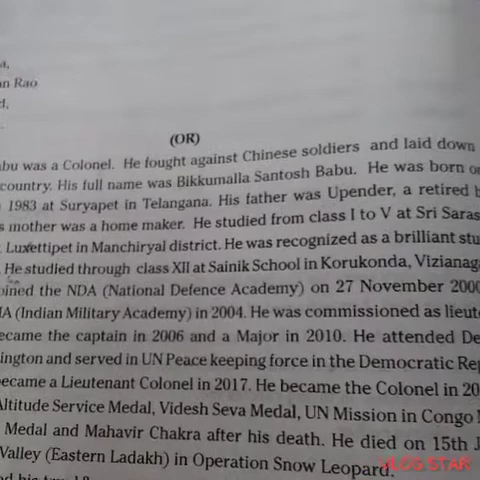 a,
n Rao
d,
(OR)
abu was a Colonel. He fought against Chinese soldiers and laid down
country. His full name was Bikkumalla Santosh Babu. He was born o
1983 at Suryapet in Telangana. His father was Upender, a retired b
s mother was a home maker. He studied from class I to V at Sri Saras
Luxettipet in Manchiryal district. He was recognized as a brilliant stu
He studied through class XII at Sainik School in Korukonda, Vizianag
oined the NDA (National Defence Academy) on 27 November 2000
IA (Indian Military Academy) in 2004. He was commissioned as lieut
ecame the captain in 2006 and a Major in 2010. He attended De
ington and served in UN Peace keeping force in the Democratic Rep
ecame a Lieutenant Colonel in 2017. He became the Colonel in 20
Altitude Service Medal, Videsh Seva Medal, UN Mission in Congo
Medal and Mahavir Chakra after his death. He died on 15th J
Valley (Eastern Ladakh) in Operation Snow Leopard.
VLOG STAR